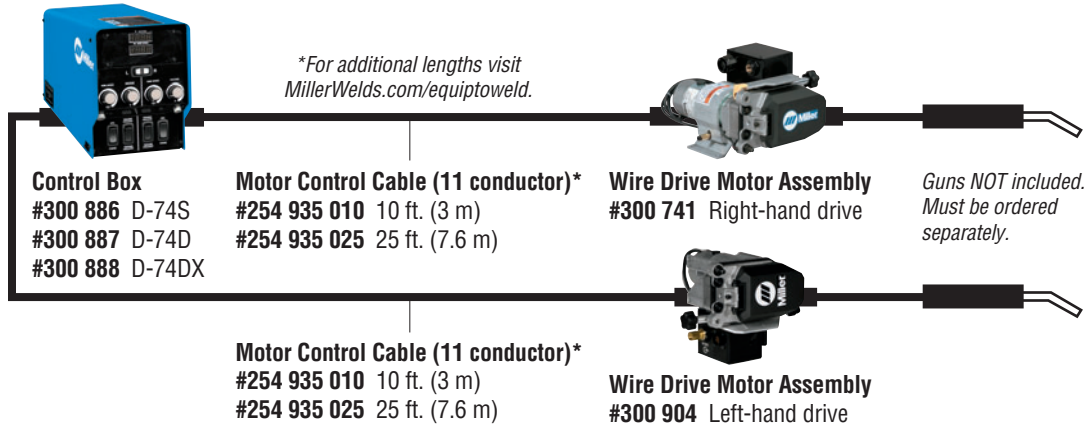 *For additional lengths visit
MillerWelds.com/equiptoweld.
Miller
Miller
Control Box
#300 886 D-74S
#300 887 D-74D
#300 888 D-74DX
Motor Control Cable (11 conductor)*
#254 935 010 10 ft. (3 m)
#254 935 025 25 ft. (7.6 m)
Wire Drive Motor Assembly
#300 741 Right-hand drive
Guns NOT included.
Must be ordered
separately.
Miller
Motor Control Cable (11 conductor)*
#254 935 010 10 ft. (3 m)
#254 935 025 25 ft. (7.6 m)
Wire Drive Motor Assembly
#300 904 Left-hand drive